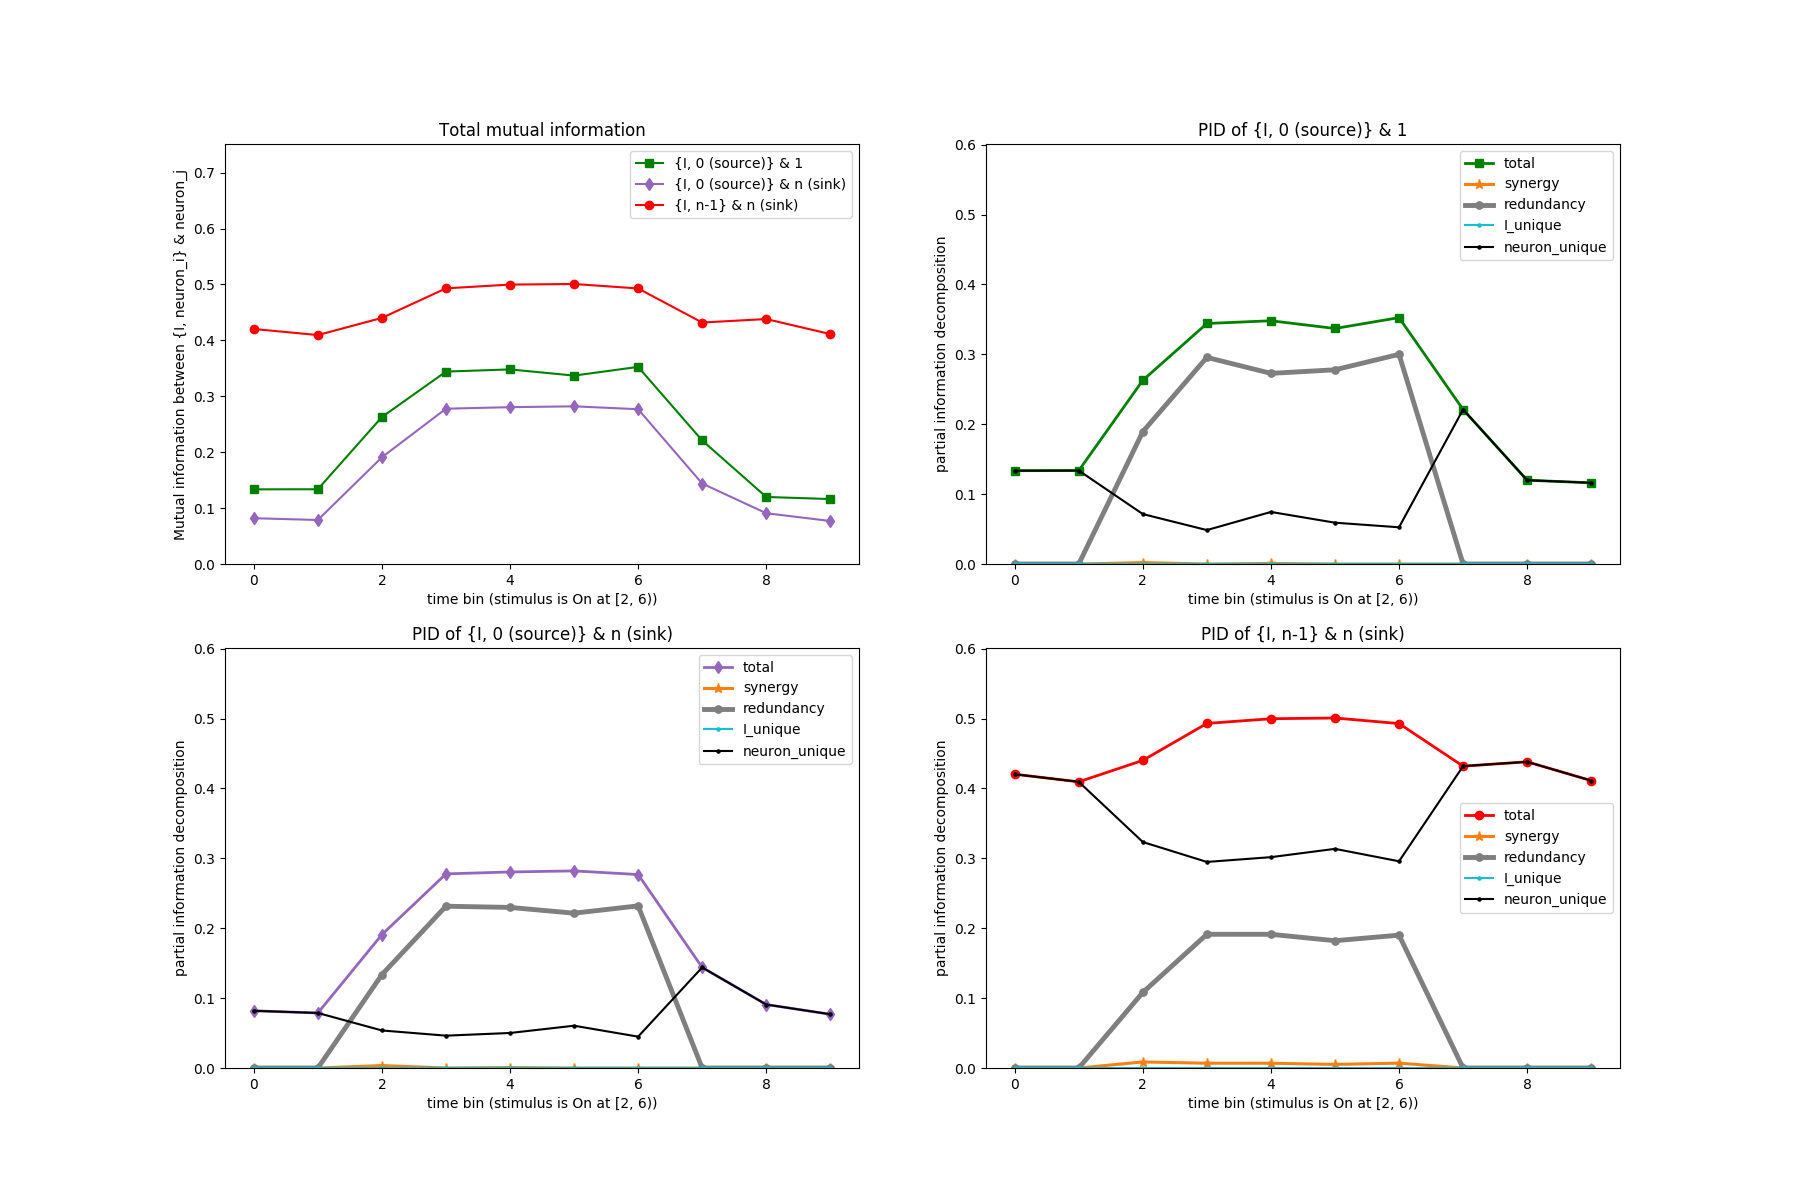 Total mutual information
Mutual information between {I, neuron_i} & neuron_j
0.7
0.6
0.5
0.4
0.3
0.2
0.1
0.0
{I, 0 (source)} & 1
{I, 0 (source)} & n (sink)
{I, n-1} & n (sink)
0 2 4 6 8
time bin (stimulus is On at [2, 6))
PID of {I, 0 (source)} & 1
partial information decomposition
0.6
0.5
0.4
0.3
0.2
0.1
0.0
total
synergy
redundancy
I_unique
neuron_unique
0 2 4 6 8
time bin (stimulus is On at [2, 6))
PID of {I, 0 (source)} & n (sink)
partial information decomposition
0.6
0.5
0.4
0.3
0.2
0.1
0.0
total
synergy
redundancy
I_unique
neuron_unique
0 2 4 6 8
time bin (stimulus is On at [2, 6))
PID of {I, n-1} & n (sink)
partial information decomposition
0.6
0.5
0.4
0.3
0.2
0.1
0.0
total
synergy
redundancy
I_unique
neuron_unique
0 2 4 6 8
time bin (stimulus is On at [2, 6))